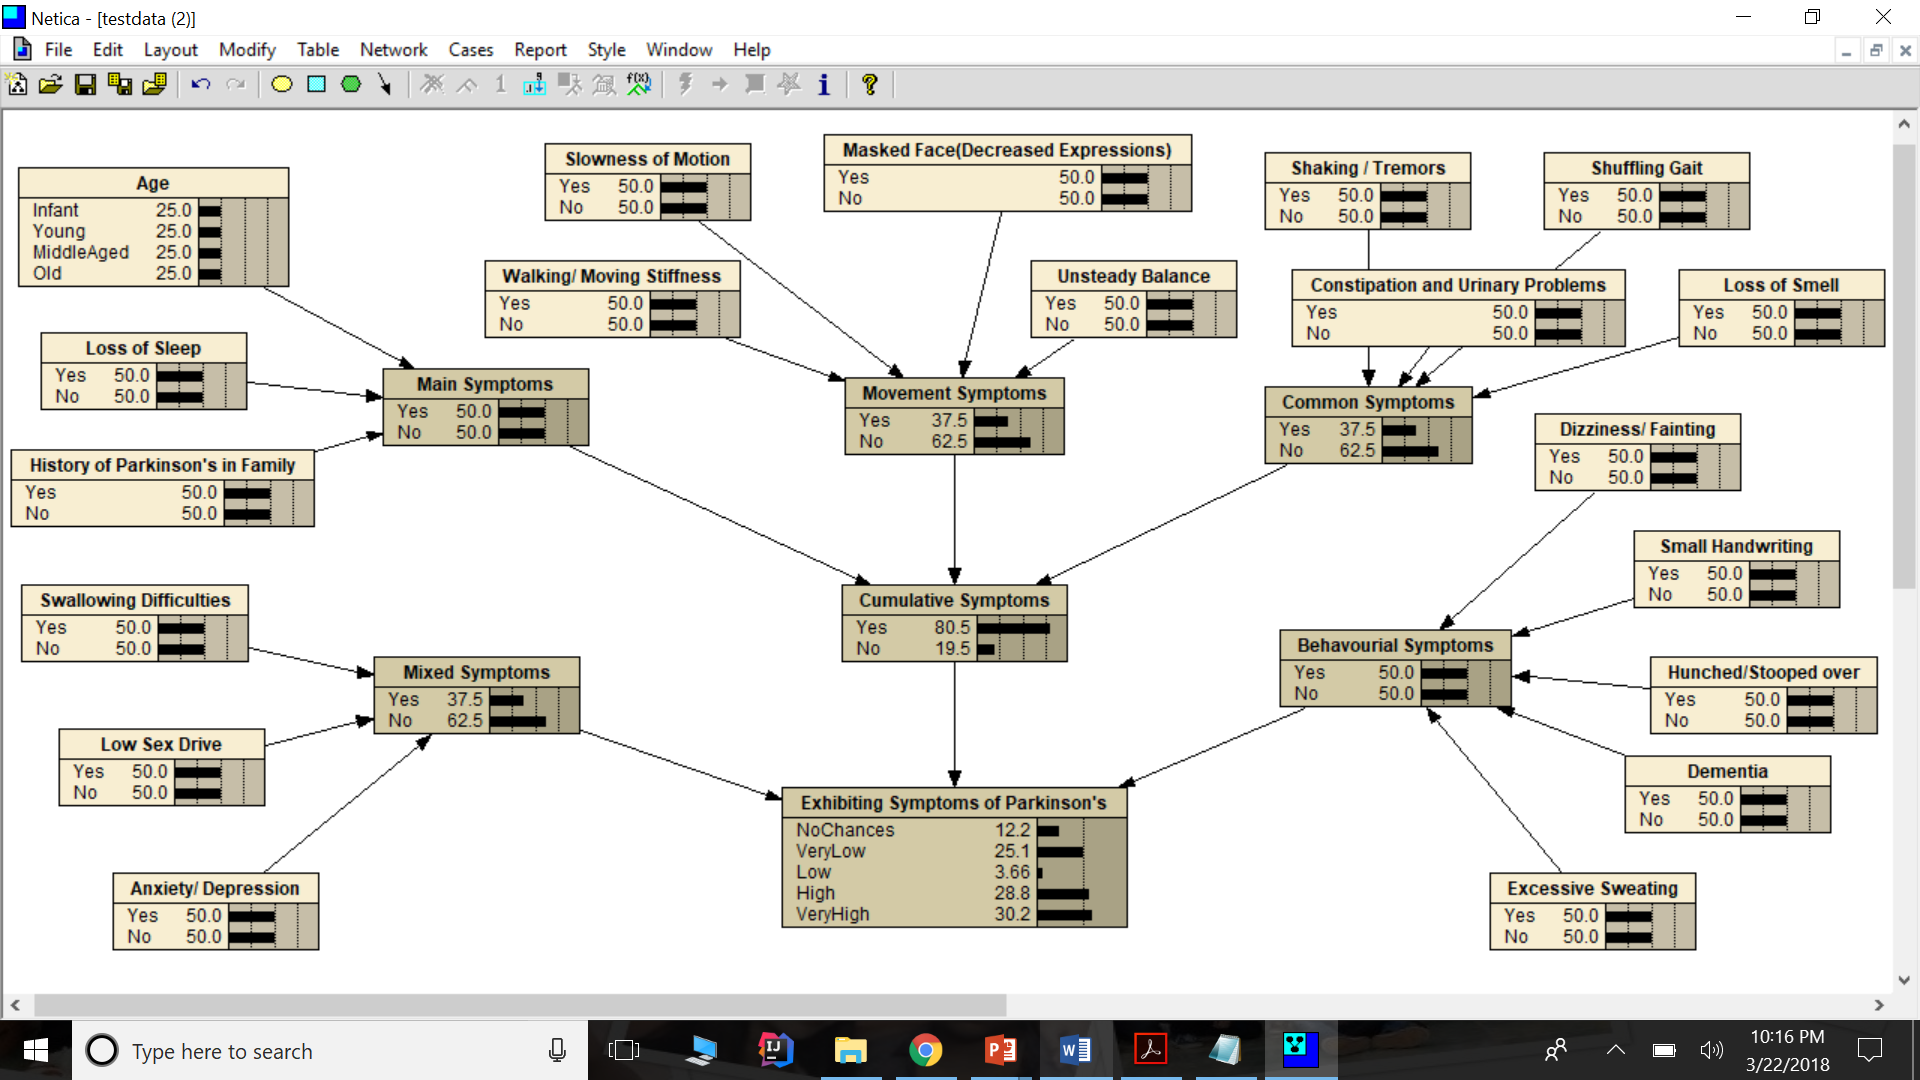 Netica - [testdata (2)]
File Edit Layout Modify Table Network Cases Report Style Window Help
Age
Infant 25.0
Young 25.0
MiddleAged 25.0
Old 25.0
Slowness of Motion
Yes 50.0
No 50.0
Masked Face(Decreased Expressions)
Yes 50.0
No 50.0
Shaking / Tremors
Yes 50.0
No 50.0
Shuffling Gait
Yes 50.0
No 50.0
Walking/ Moving Stiffness
Yes 50.0
No 50.0
Unsteady Balance
Yes 50.0
No 50.0
Constipation and Urinary Problems
Yes 50.0
No 50.0
Loss of Smell
Yes 50.0
No 50.0
Loss of Sleep
Yes 50.0
No 50.0
Main Symptoms
Yes 50.0
No 50.0
Movement Symptoms
Yes 37.5
No 62.5
Common Symptoms
Yes 37.5
No 62.5
Dizziness/ Fainting
Yes 50.0
No 50.0
History of Parkinson's in Family
Yes 50.0
No 50.0
Small Handwriting
Yes 50.0
No 50.0
Swallowing Difficulties
Yes 50.0
No 50.0
Cumulative Symptoms
Yes 80.5
No 19.5
Behavourial Symptoms
Yes 50.0
No 50.0
Mixed Symptoms
Yes 37.5
No 62.5
Hunched/Stooped over
Yes 50.0
No 50.0
Low Sex Drive
Yes 50.0
No 50.0
Dementia
Yes 50.0
No 50.0
Exhibiting Symptoms of Parkinson's
NoChances 12.2
VeryLow 25.1
Low 3.66
High 28.8
VeryHigh 30.2
Anxiety/ Depression
Yes 50.0
No 50.0
Excessive Sweating
Yes 50.0
No 50.0
Type here to search
10:16 PM
3/22/2018